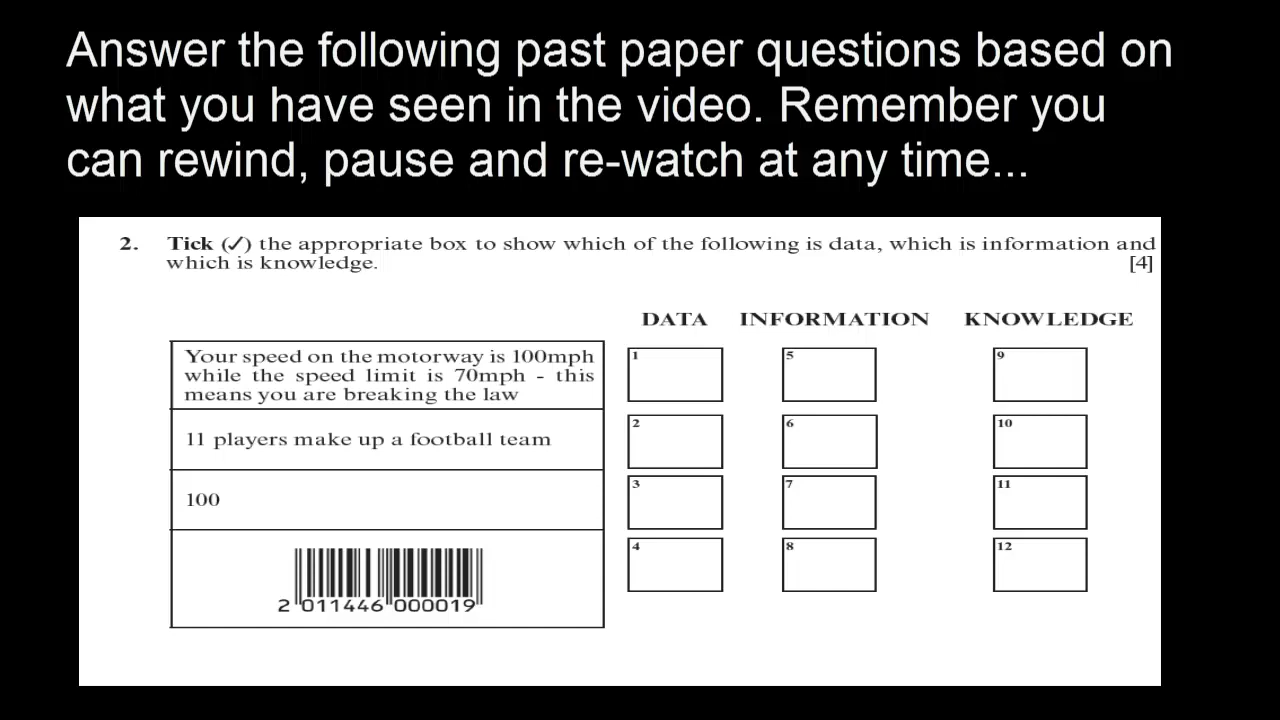 Answer the following past paper questions based on
what you have seen in the video. Remember you
can rewind, pause and re-watch at any time...
2. Tick (✓) the appropriate box to show which of the following is data, which is information and
which is knowledge. [4]
DATA INFORMATION KNOWLEDGE
Your speed on the motorway is 100mph
while the speed limit is 70mph - this
means you are breaking the law
1 5 9
11 players make up a football team
2 6 10
100
3 7 11
2 011446 000019
4 8 12